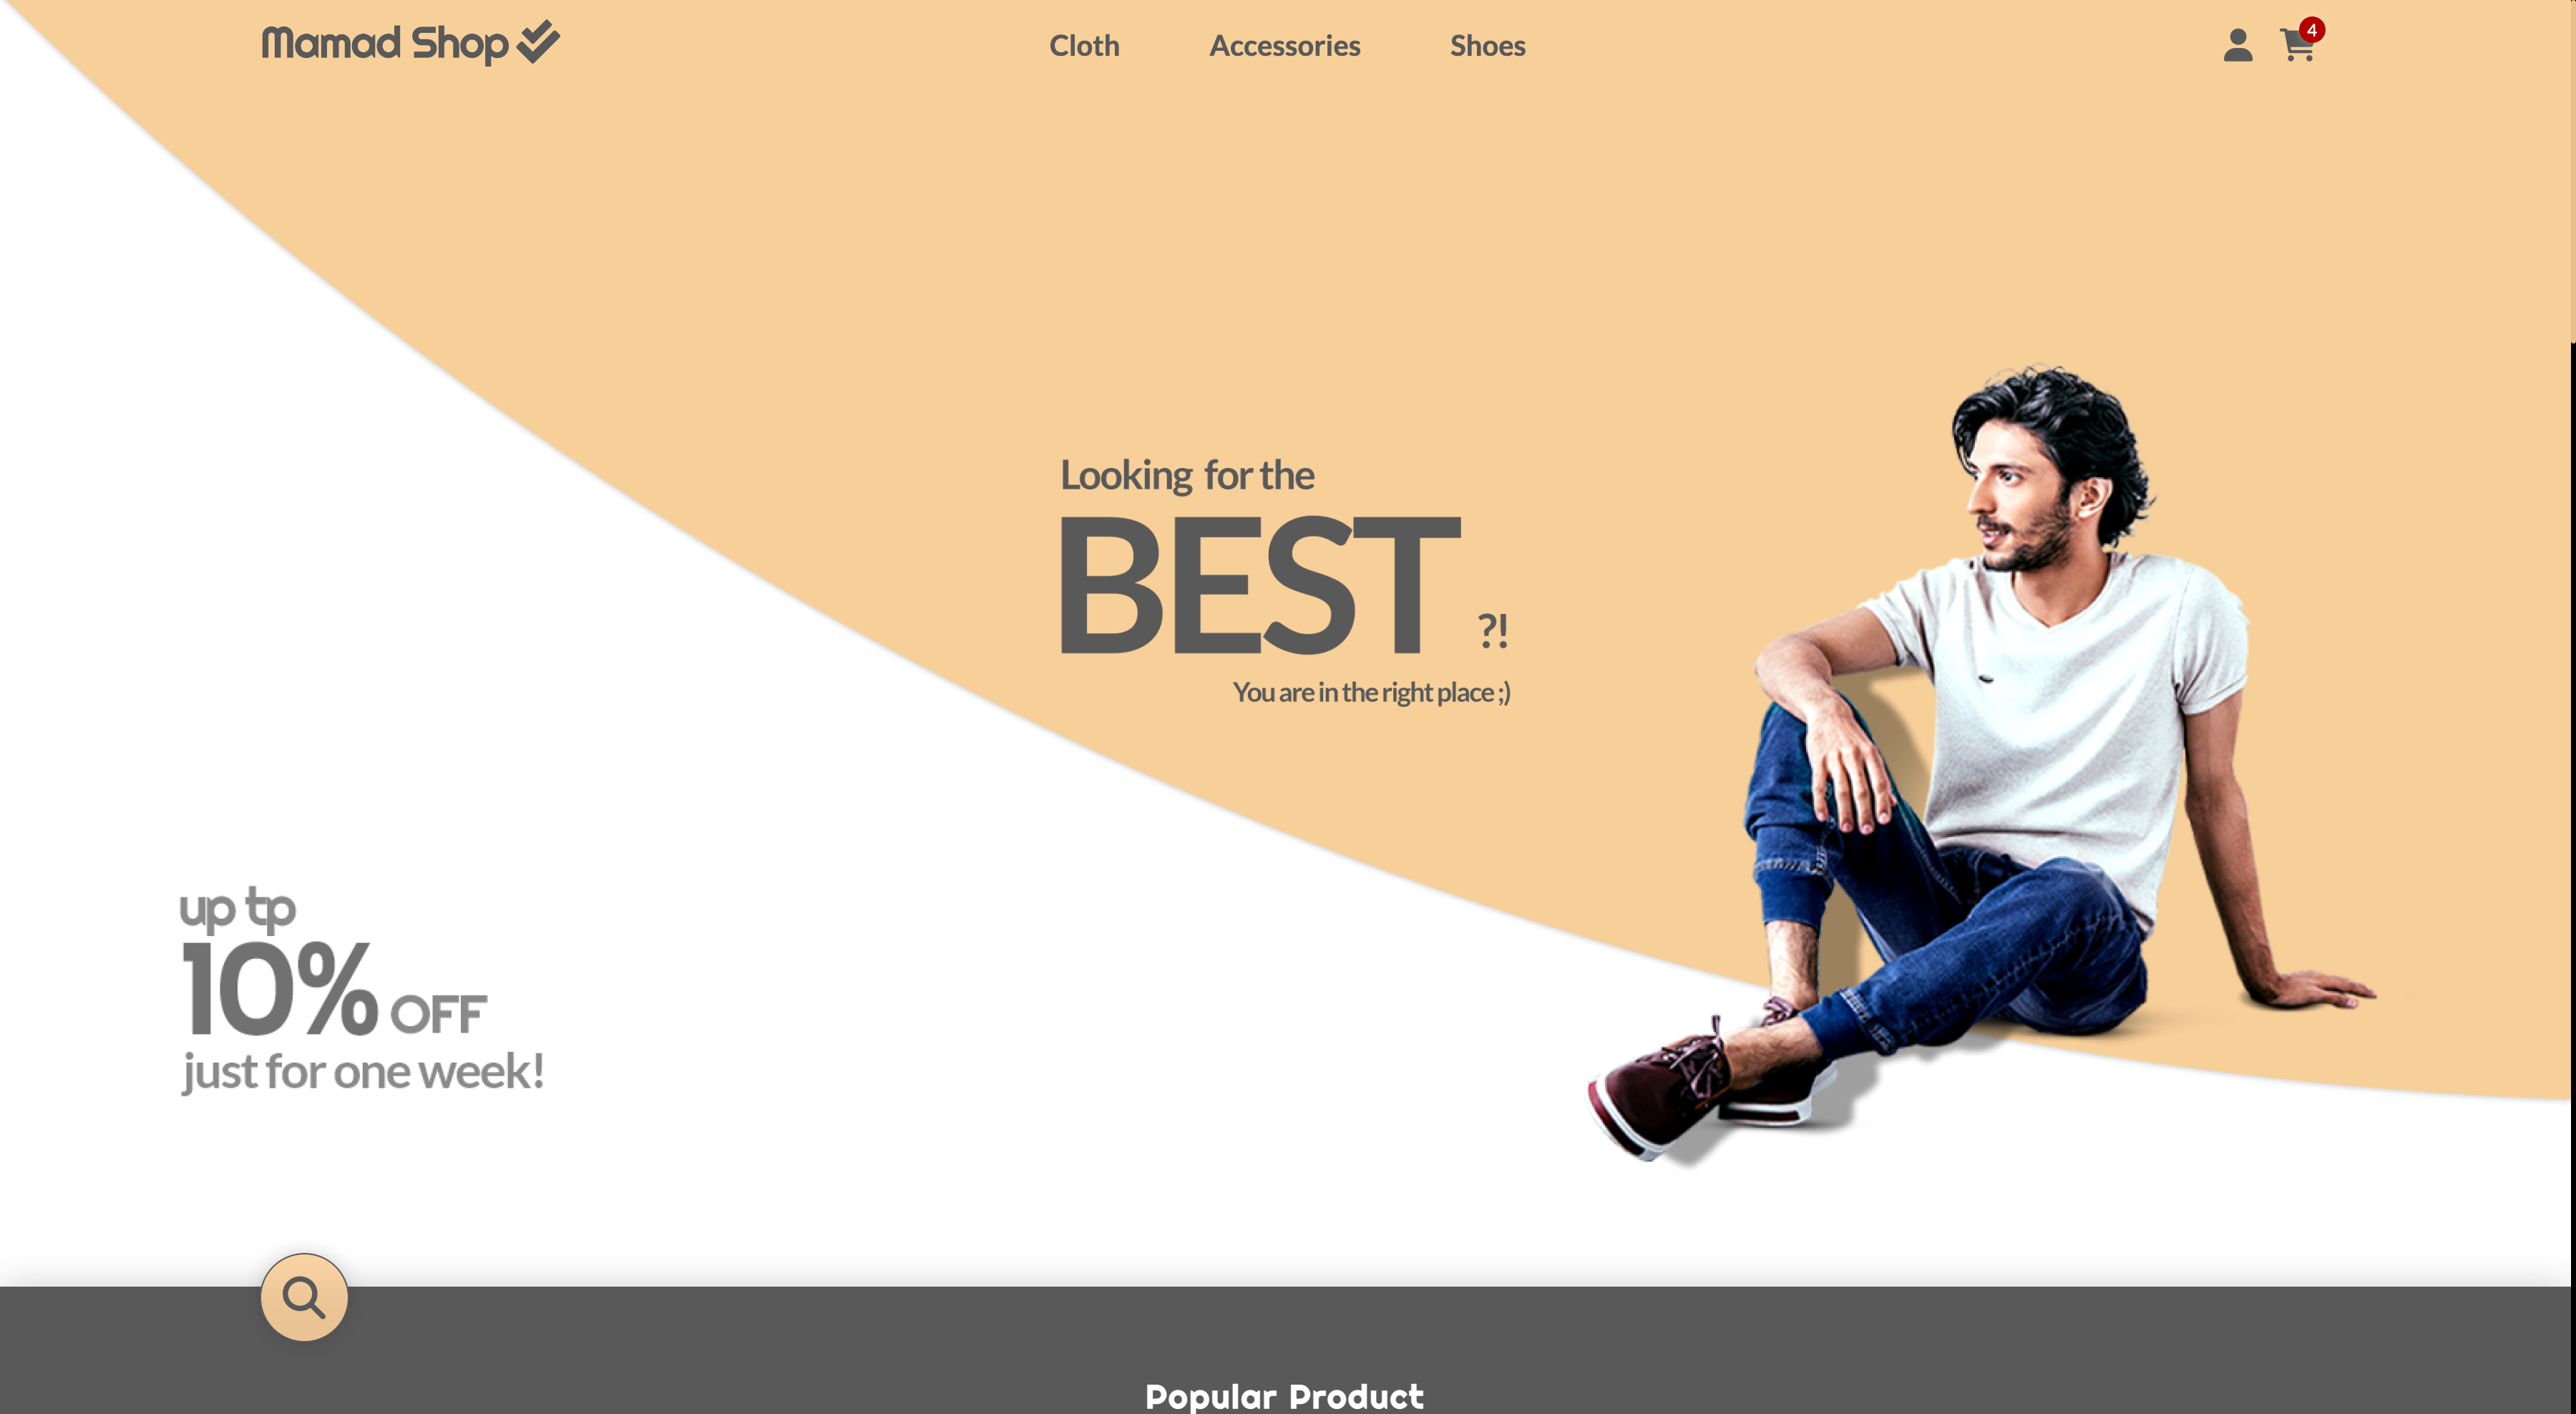 Mamad Shop
Cloth Accessories Shoes
4
Looking for the
BEST ?!
You are in the right place ;)
up tp
10% OFF
just for one week!
Popular Product